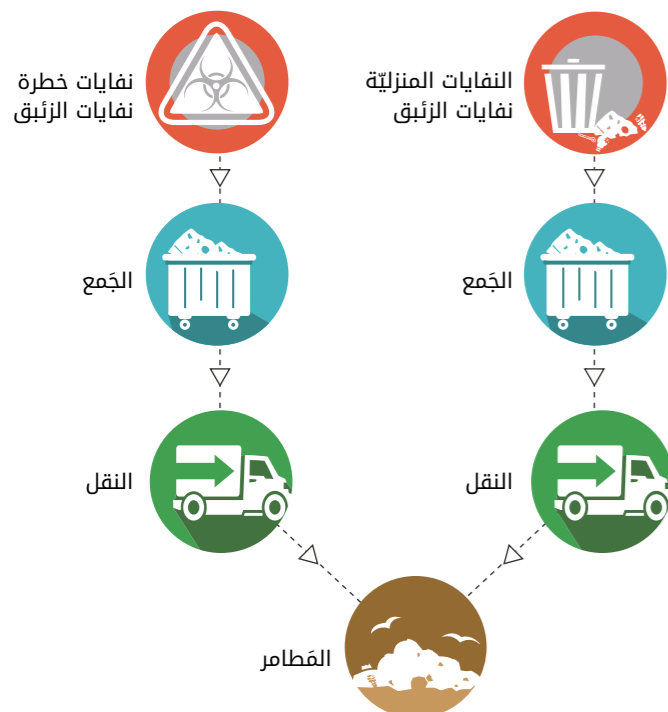 النفايات المنزليّة
نفايات الزئبق
نفايات خطرة
نفايات الزئبق
الجَمع
الجَمع
النقل
النقل
المَطامر